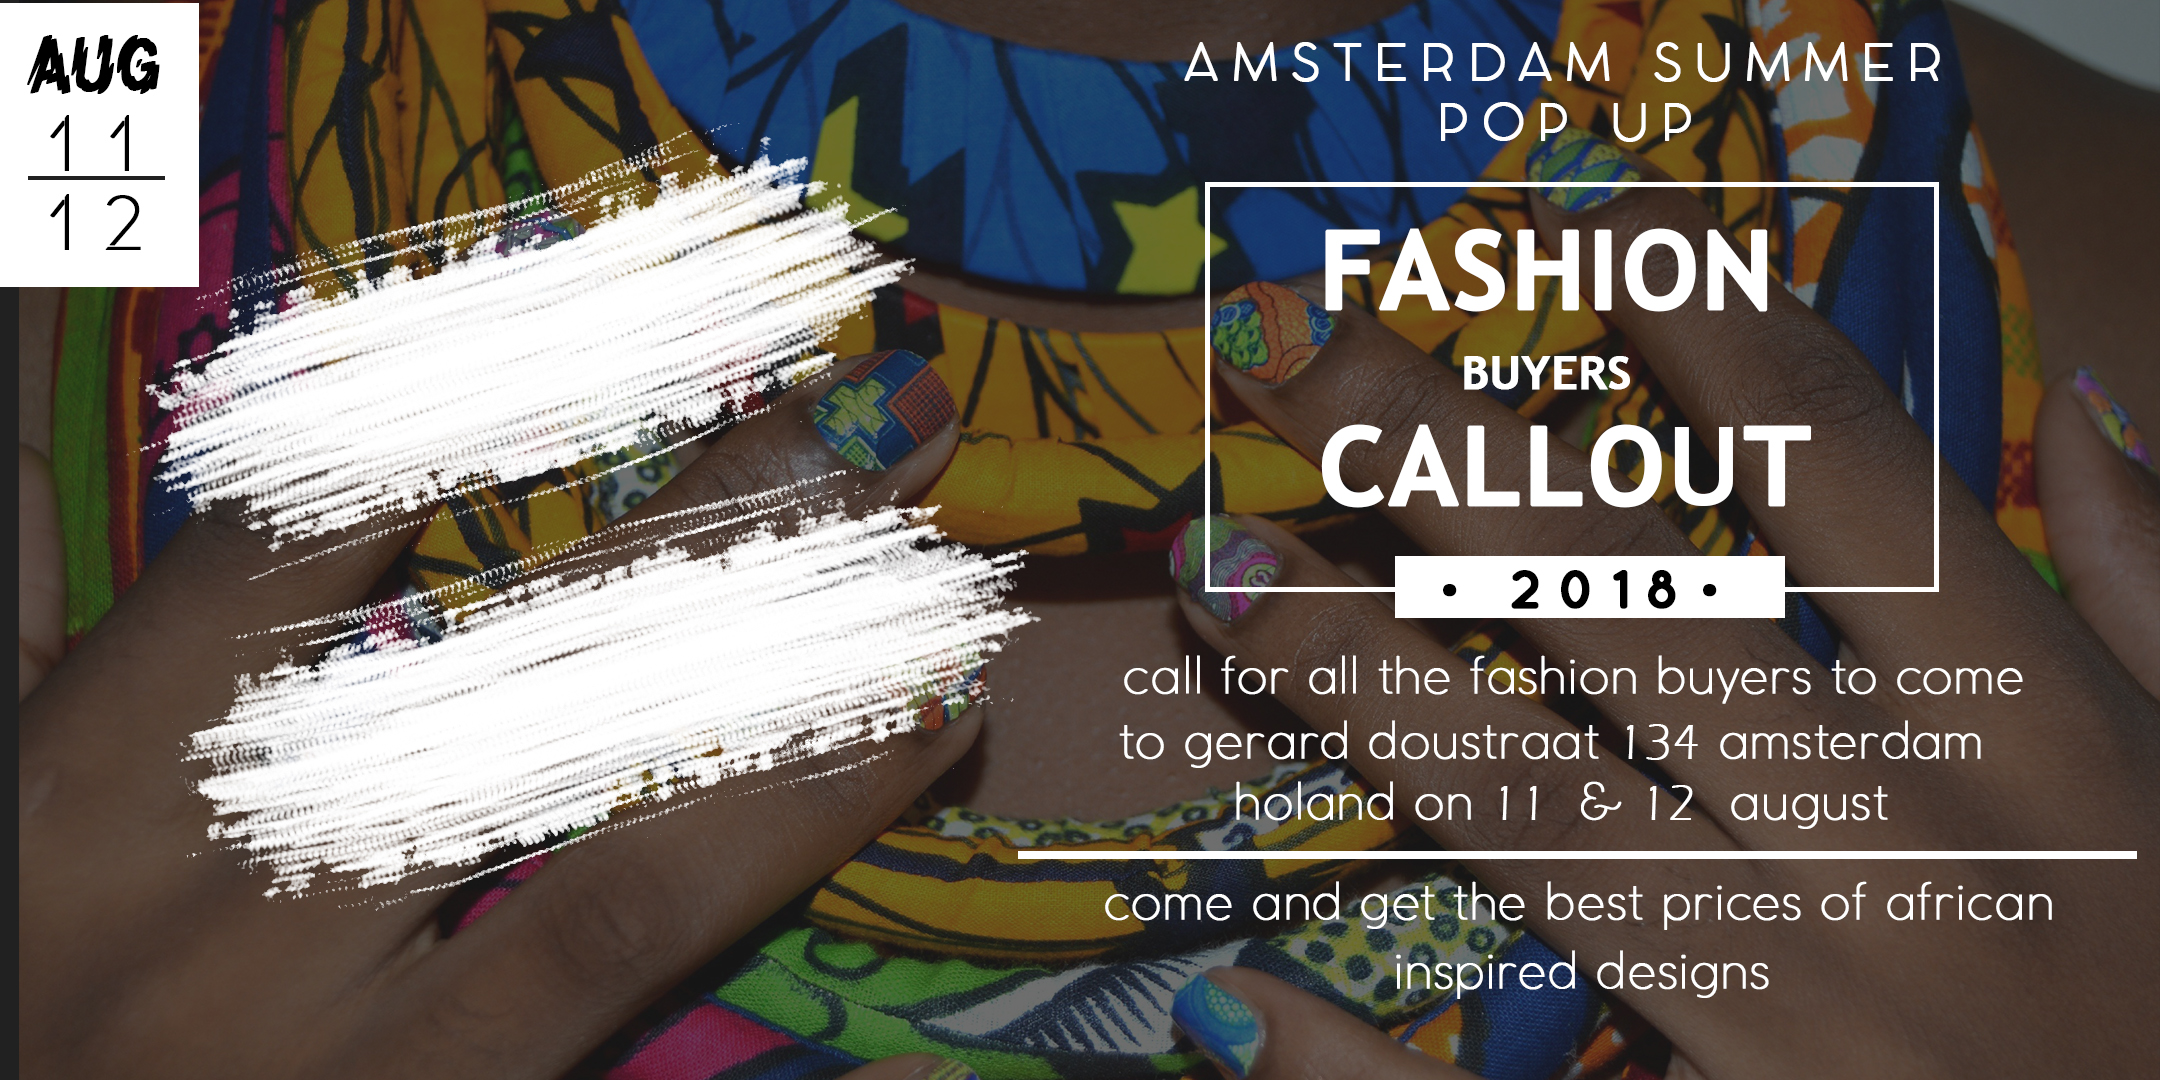 AUG
11
12
AMSTERDAM SUMMER
POP UP
FASHION
BUYERS
CALLOUT
• 2018 •
call for all the fashion buyers to come
to gerard doustraat 134 amsterdam
holand on 11 & 12 august
come and get the best prices of african
inspired designs